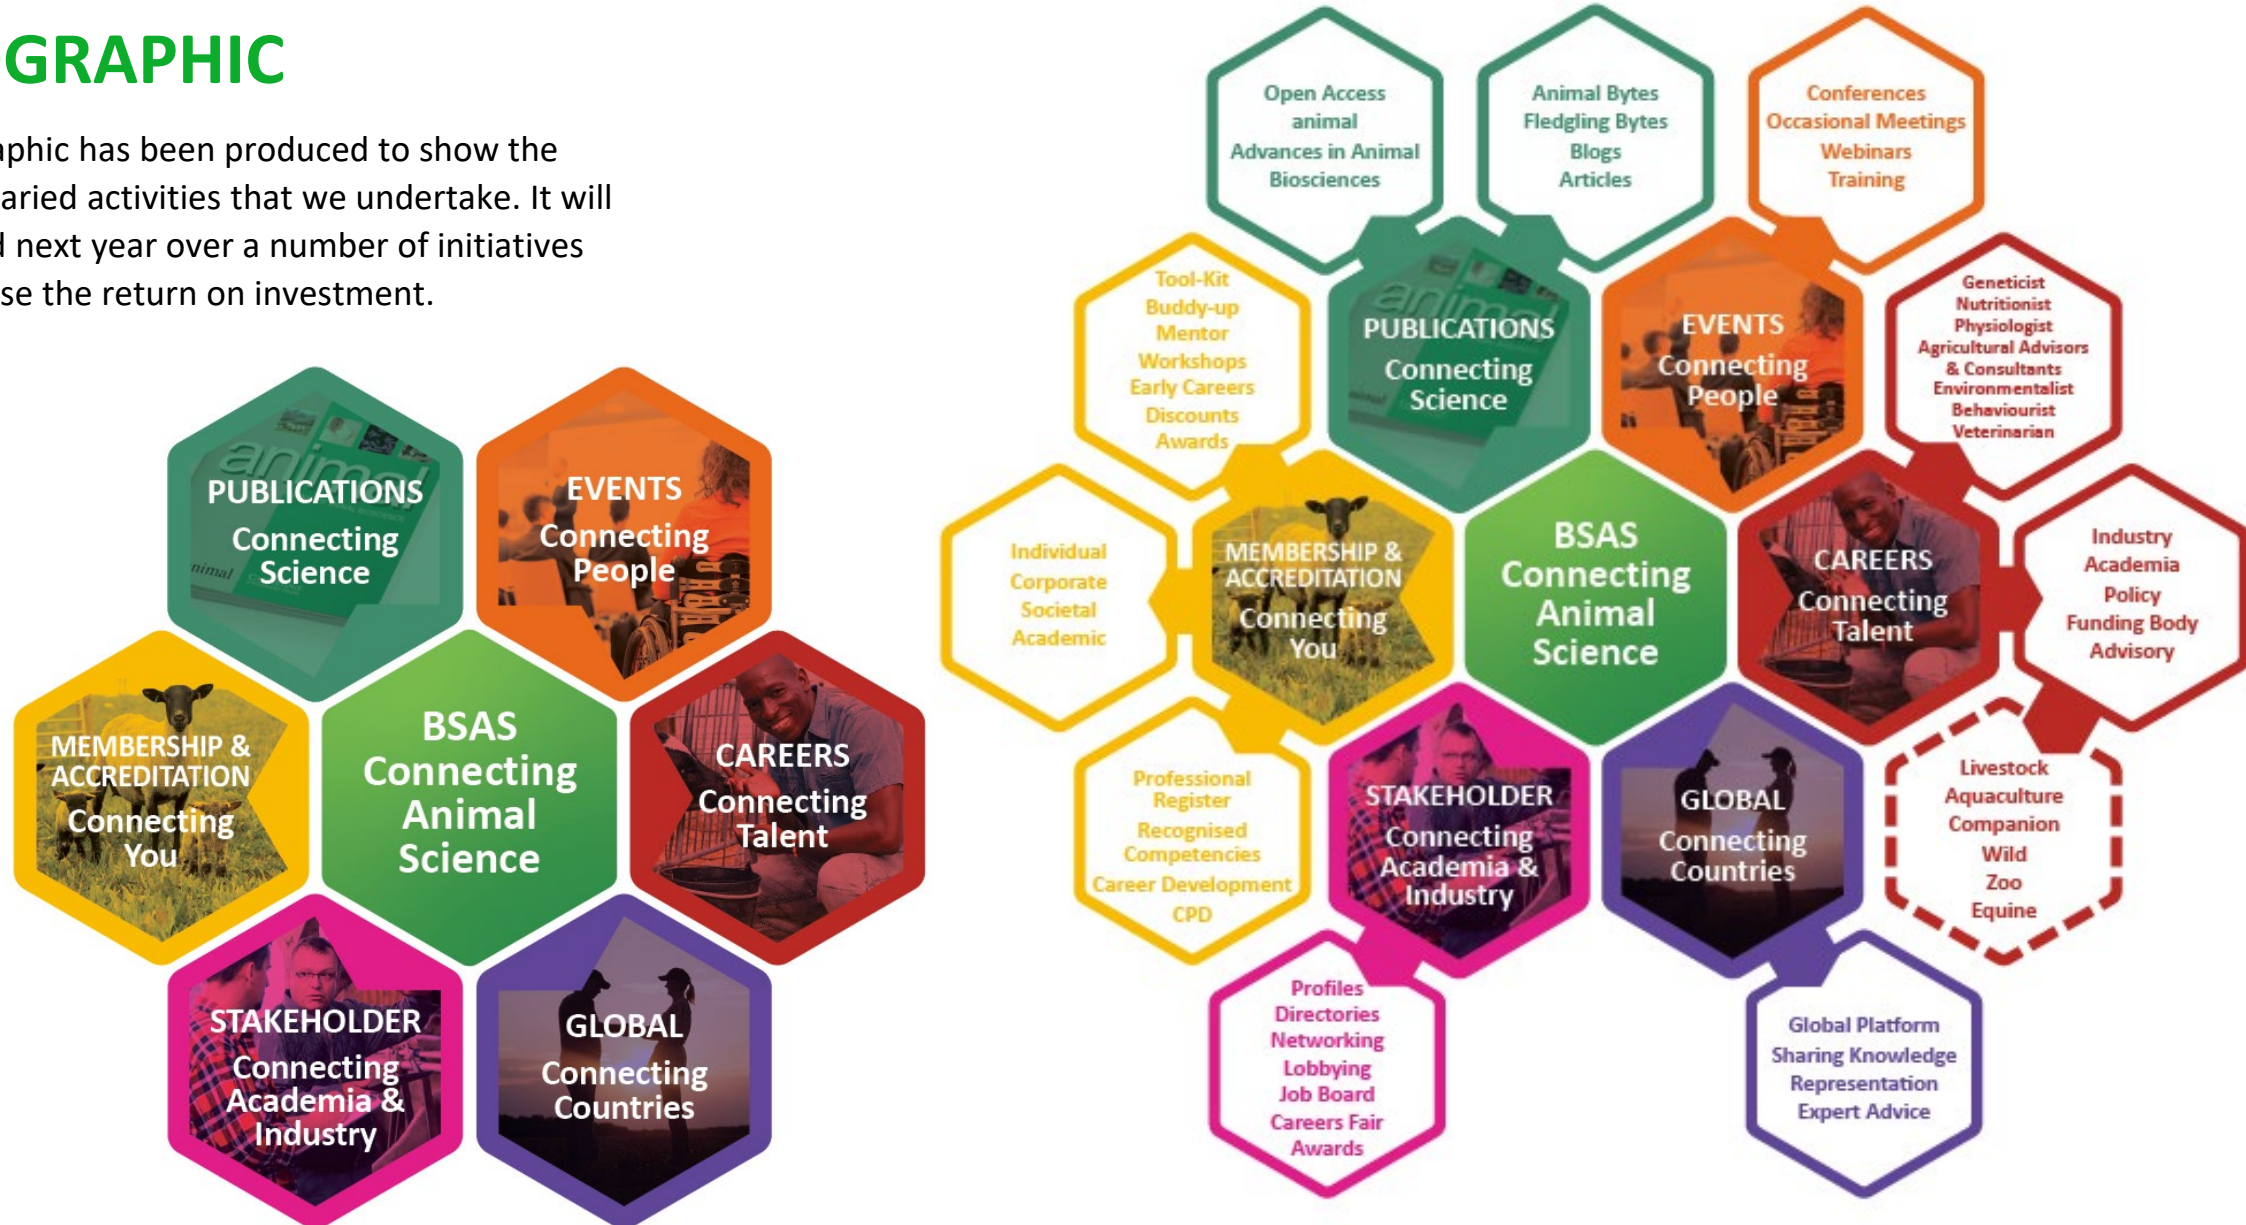 GRAPHIC
aphic has been produced to show the
aried activities that we undertake. It will
d next year over a number of initiatives
se the return on investment.
PUBLICATIONS
Connecting
Science
animal
nimal
EVENTS
Connecting
People
MEMBERSHIP &
ACCREDITATION
Connecting
You
BSAS
Connecting
Animal
Science
CAREERS
Connecting
Talent
STAKEHOLDER
Connecting
Academia &
Industry
GLOBAL
Connecting
Countries
Open Access
animal
Advances in Animal
Biosciences
Animal Bytes
Fledgling Bytes
Blogs
Articles
Conferences
Occasional Meetings
Webinars
Training
Tool-Kit
Buddy-up
Mentor
Workshops
Early Careers
Discounts
Awards
animal
PUBLICATIONS
Connecting
Science
EVENTS
Connecting
People
Geneticist
Nutritionist
Physiologist
Agricultural Advisors
& Consultants
Environmentalist
Behaviourist
Veterinarian
Individual
Corporate
Societal
Academic
MEMBERSHIP &
ACCREDITATION
Connecting
You
BSAS
Connecting
Animal
Science
CAREERS
Connecting
Talent
Industry
Academia
Policy
Funding Body
Advisory
Professional
Register
Recognised
Competencies
Career Development
CPD
STAKEHOLDER
Connecting
Academia &
Industry
GLOBAL
Connecting
Countries
Livestock
Aquaculture
Companion
Wild
Zoo
Equine
Profiles
Directories
Networking
Lobbying
Job Board
Careers Fair
Awards
Global Platform
Sharing Knowledge
Representation
Expert Advice